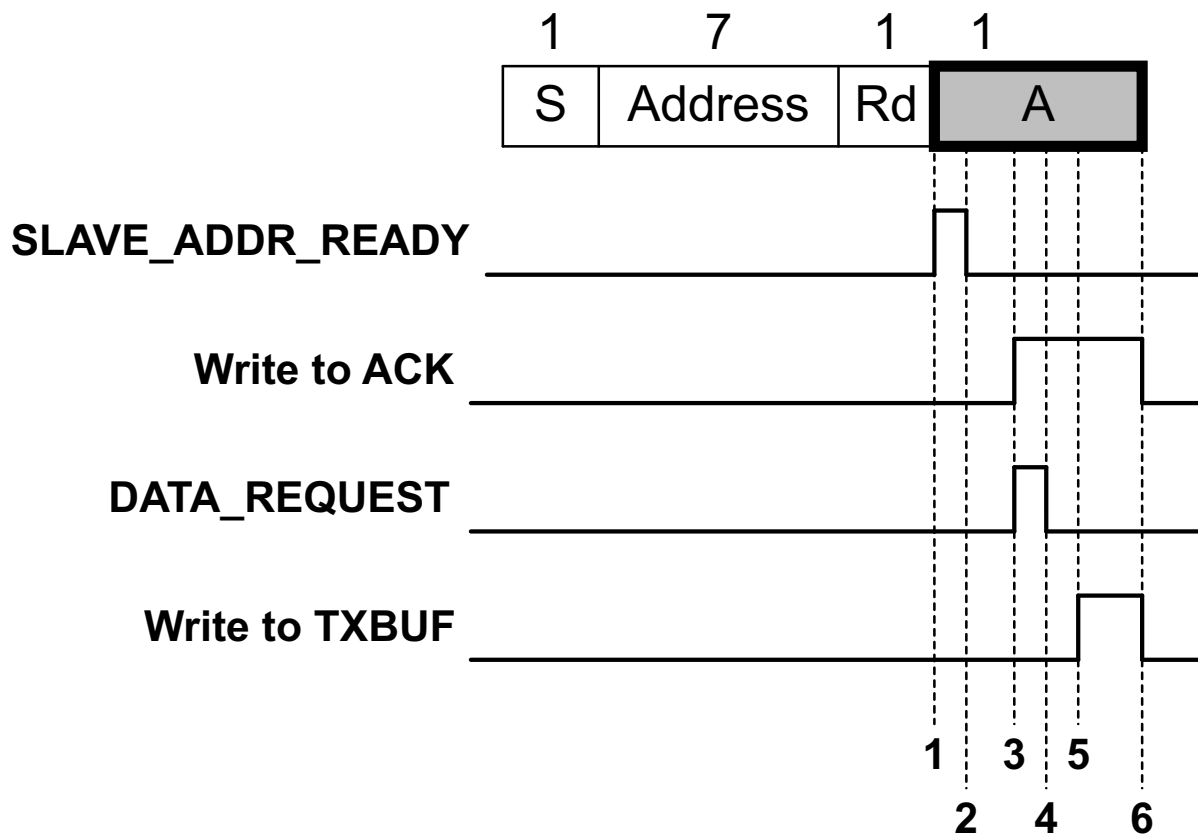 1 7 1 1
S Address Rd A
SLAVE_ADDR_READY
Write to ACK
DATA_REQUEST
Write to TXBUF
1 3 5
2 4 6